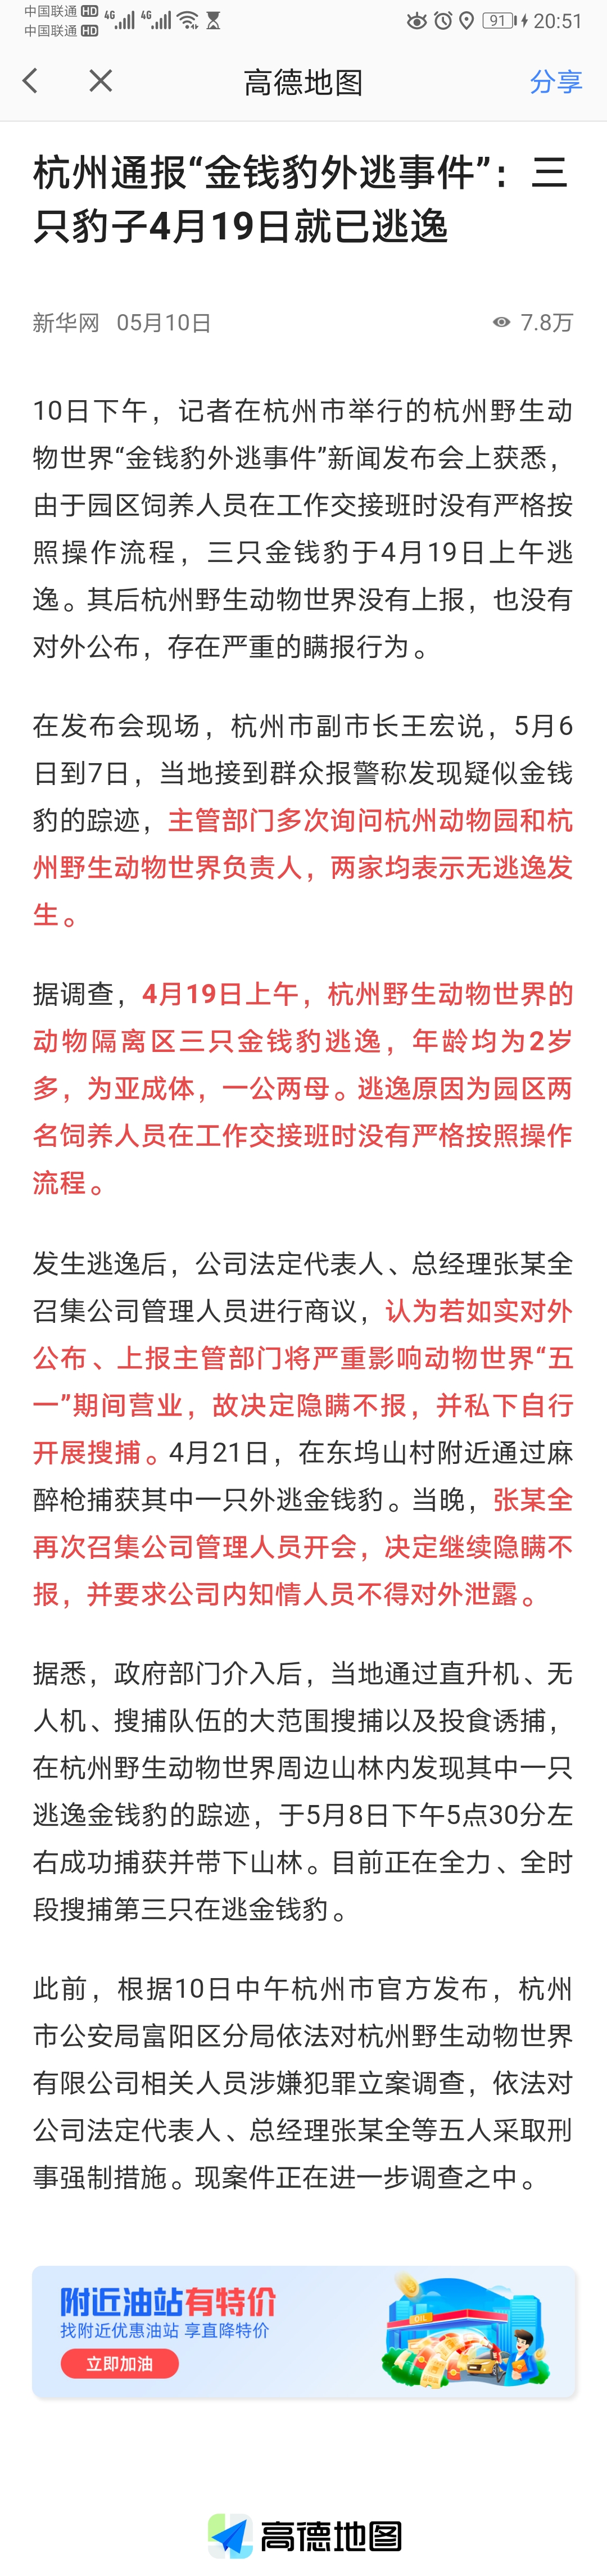 中国联通 HD 4G 4G 91 20:51
中国联通 HD
高德地图 分享
杭州通报“金钱豹外逃事件”：三
只豹子4月19日就已逃逸
新华网 05月10日 7.8万
10日下午，记者在杭州市举行的杭州野生动
物世界“金钱豹外逃事件”新闻发布会上获悉，
由于园区饲养人员在工作交接班时没有严格按
照操作流程，三只金钱豹于4月19日上午逃
逸。其后杭州野生动物世界没有上报，也没有
对外公布，存在严重的瞒报行为。
在发布会现场，杭州市副市长王宏说，5月6
日到7日，当地接到群众报警称发现疑似金钱
豹的踪迹，主管部门多次询问杭州动物园和杭
州野生动物世界负责人，两家均表示无逃逸发
生。
据调查，4月19日上午，杭州野生动物世界的
动物隔离区三只金钱豹逃逸，年龄均为2岁
多，为亚成体，一公两母。逃逸原因为园区两
名饲养人员在工作交接班时没有严格按照操作
流程。
发生逃逸后，公司法定代表人、总经理张某全
召集公司管理人员进行商议，认为若如实对外
公布、上报主管部门将严重影响动物世界“五
一”期间营业，故决定隐瞒不报，并私下自行
开展搜捕。4月21日，在东坞山村附近通过麻
醉枪捕获其中一只外逃金钱豹。当晚，张某全
再次召集公司管理人员开会，决定继续隐瞒不
报，并要求公司内知情人员不得对外泄露。
据悉，政府部门介入后，当地通过直升机、无
人机、搜捕队伍的大范围搜捕以及投食诱捕，
在杭州野生动物世界周边山林内发现其中一只
逃逸金钱豹的踪迹，于5月8日下午5点30分左
右成功捕获并带下山林。目前正在全力、全时
段搜捕第三只在逃金钱豹。
此前，根据10日中午杭州市官方发布，杭州
市公安局富阳区分局依法对杭州野生动物世界
有限公司相关人员涉嫌犯罪立案调查，依法对
公司法定代表人、总经理张某全等五人采取刑
事强制措施。现案件正在进一步调查之中。
附近油站有特价
找附近优惠油站 享直降特价
立即加油
OIL
高德地图